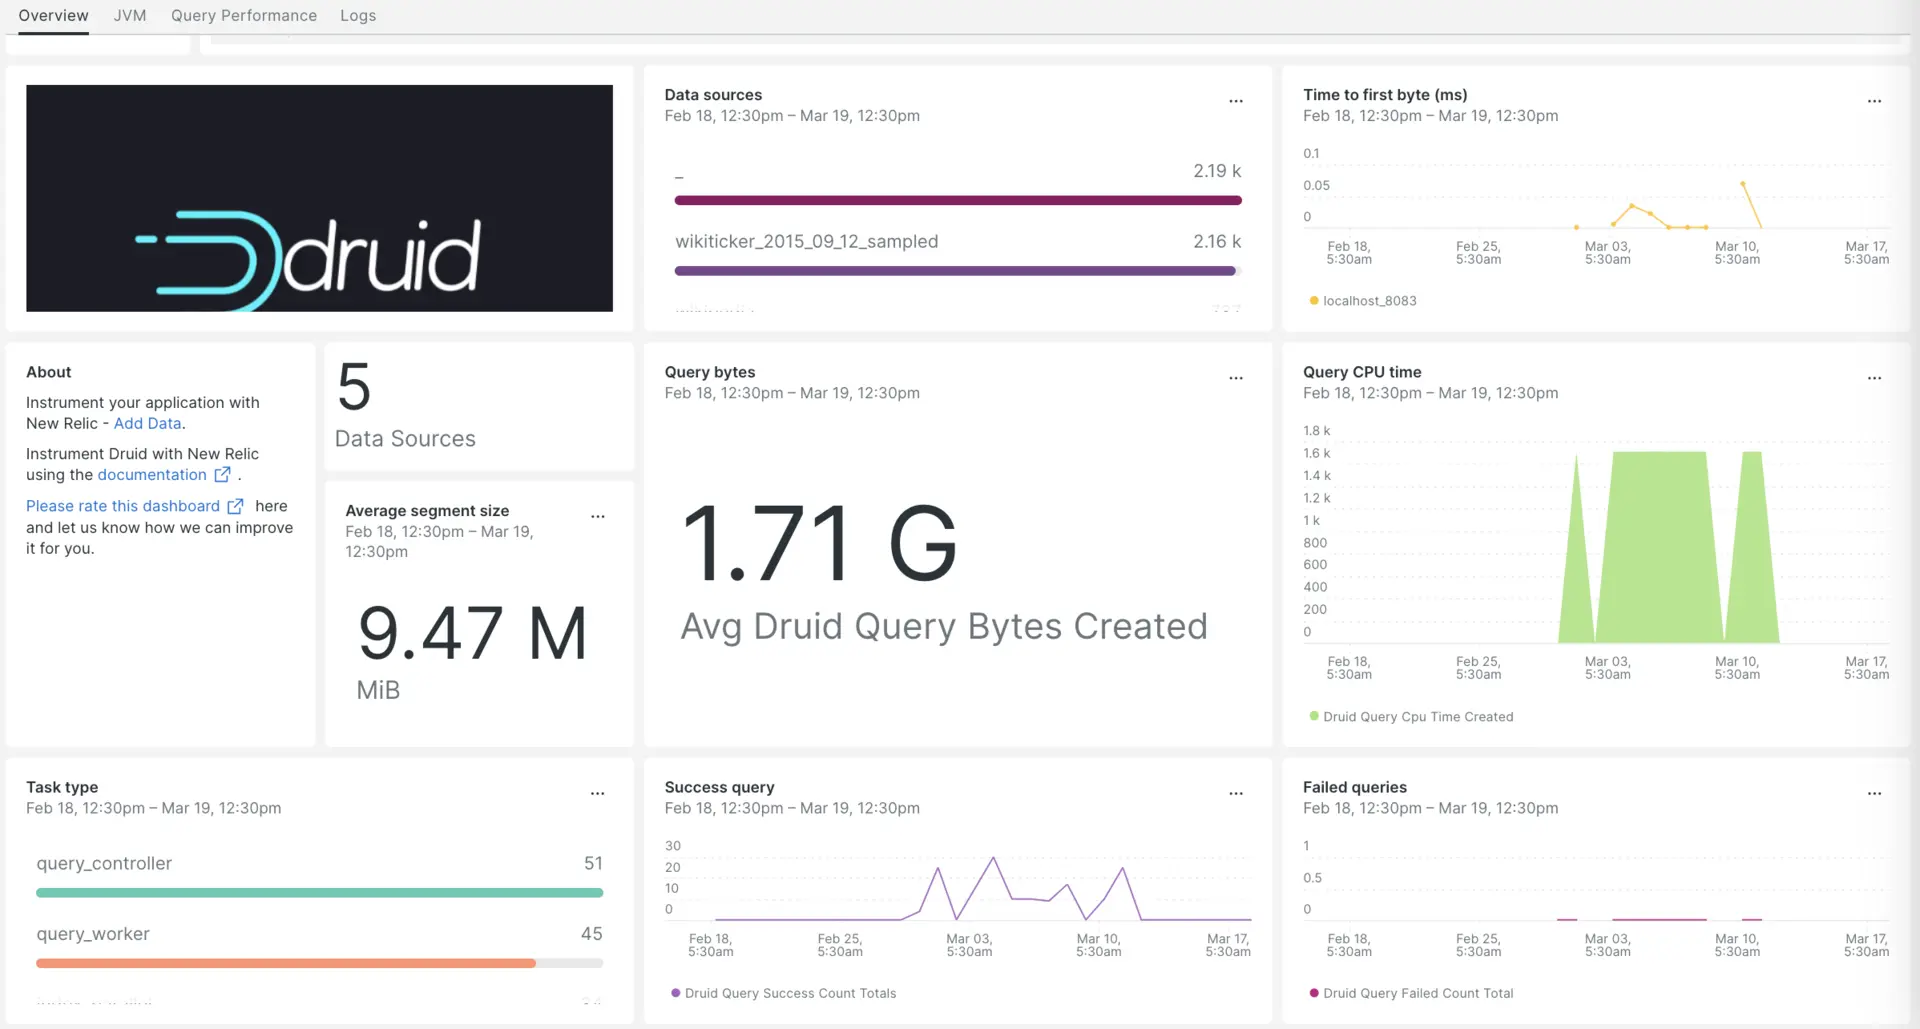 Overview JVM Query Performance Logs
druid
Data sources
Feb 18, 12:30pm – Mar 19, 12:30pm
_ 2.19 k
wikiticker_2015_09_12_sampled 2.16 k
Time to first byte (ms)
Feb 18, 12:30pm – Mar 19, 12:30pm
0.1
0.05
0
Feb 18, Feb 25, Mar 03, Mar 10, Mar 17,
5:30am 5:30am 5:30am 5:30am 5:30am
localhost_8083
About
Instrument your application with
New Relic - Add Data.
Instrument Druid with New Relic
using the documentation .
Please rate this dashboard here
and let us know how we can improve
it for you.
5
Data Sources
Average segment size
Feb 18, 12:30pm – Mar 19,
12:30pm
9.47 M
MiB
Query bytes
Feb 18, 12:30pm – Mar 19, 12:30pm
1.71 G
Avg Druid Query Bytes Created
Query CPU time
Feb 18, 12:30pm – Mar 19, 12:30pm
1.8 k
1.6 k
1.4 k
1.2 k
1 k
800
600
400
200
0
Feb 18, Feb 25, Mar 03, Mar 10, Mar 17,
5:30am 5:30am 5:30am 5:30am 5:30am
Druid Query Cpu Time Created
Task type
Feb 18, 12:30pm – Mar 19, 12:30pm
query_controller 51
query_worker 45
Success query
Feb 18, 12:30pm – Mar 19, 12:30pm
30
20
10
0
Feb 18, Feb 25, Mar 03, Mar 10, Mar 17,
5:30am 5:30am 5:30am 5:30am 5:30am
Druid Query Success Count Totals
Failed queries
Feb 18, 12:30pm – Mar 19, 12:30pm
1
0.5
0
Feb 18, Feb 25, Mar 03, Mar 10, Mar 17,
5:30am 5:30am 5:30am 5:30am 5:30am
Druid Query Failed Count Total